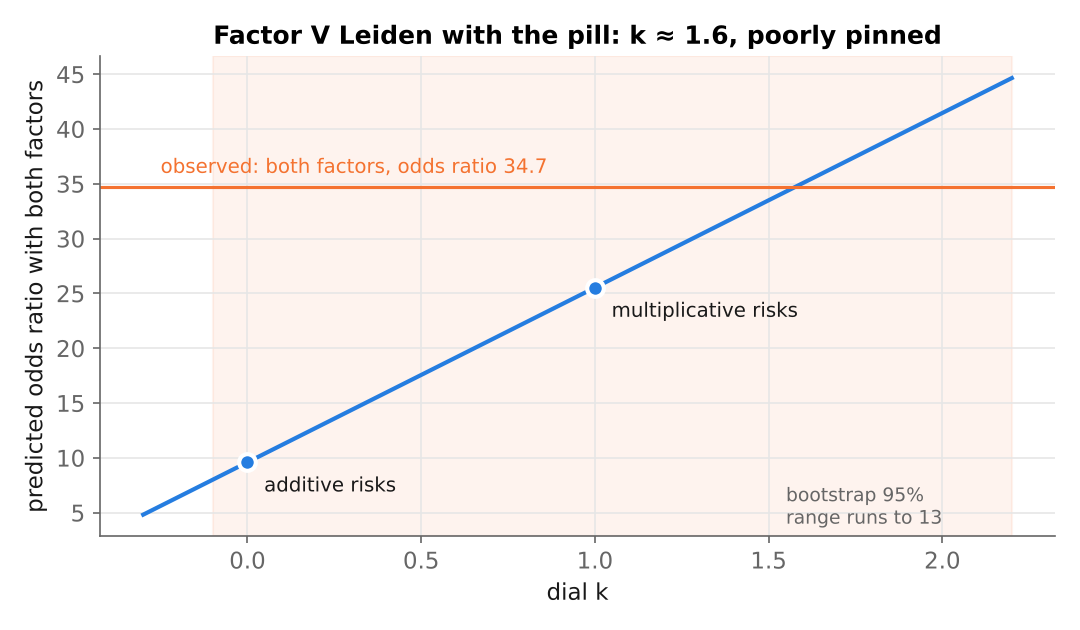 Factor V Leiden with the pill: k ≈ 1.6, poorly pinned
predicted odds ratio with both factors
45
40
35
30
25
20
15
10
5
observed: both factors, odds ratio 34.7
multiplicative risks
additive risks
bootstrap 95%
range runs to 13
0.0 0.5 1.0 1.5 2.0
dial k